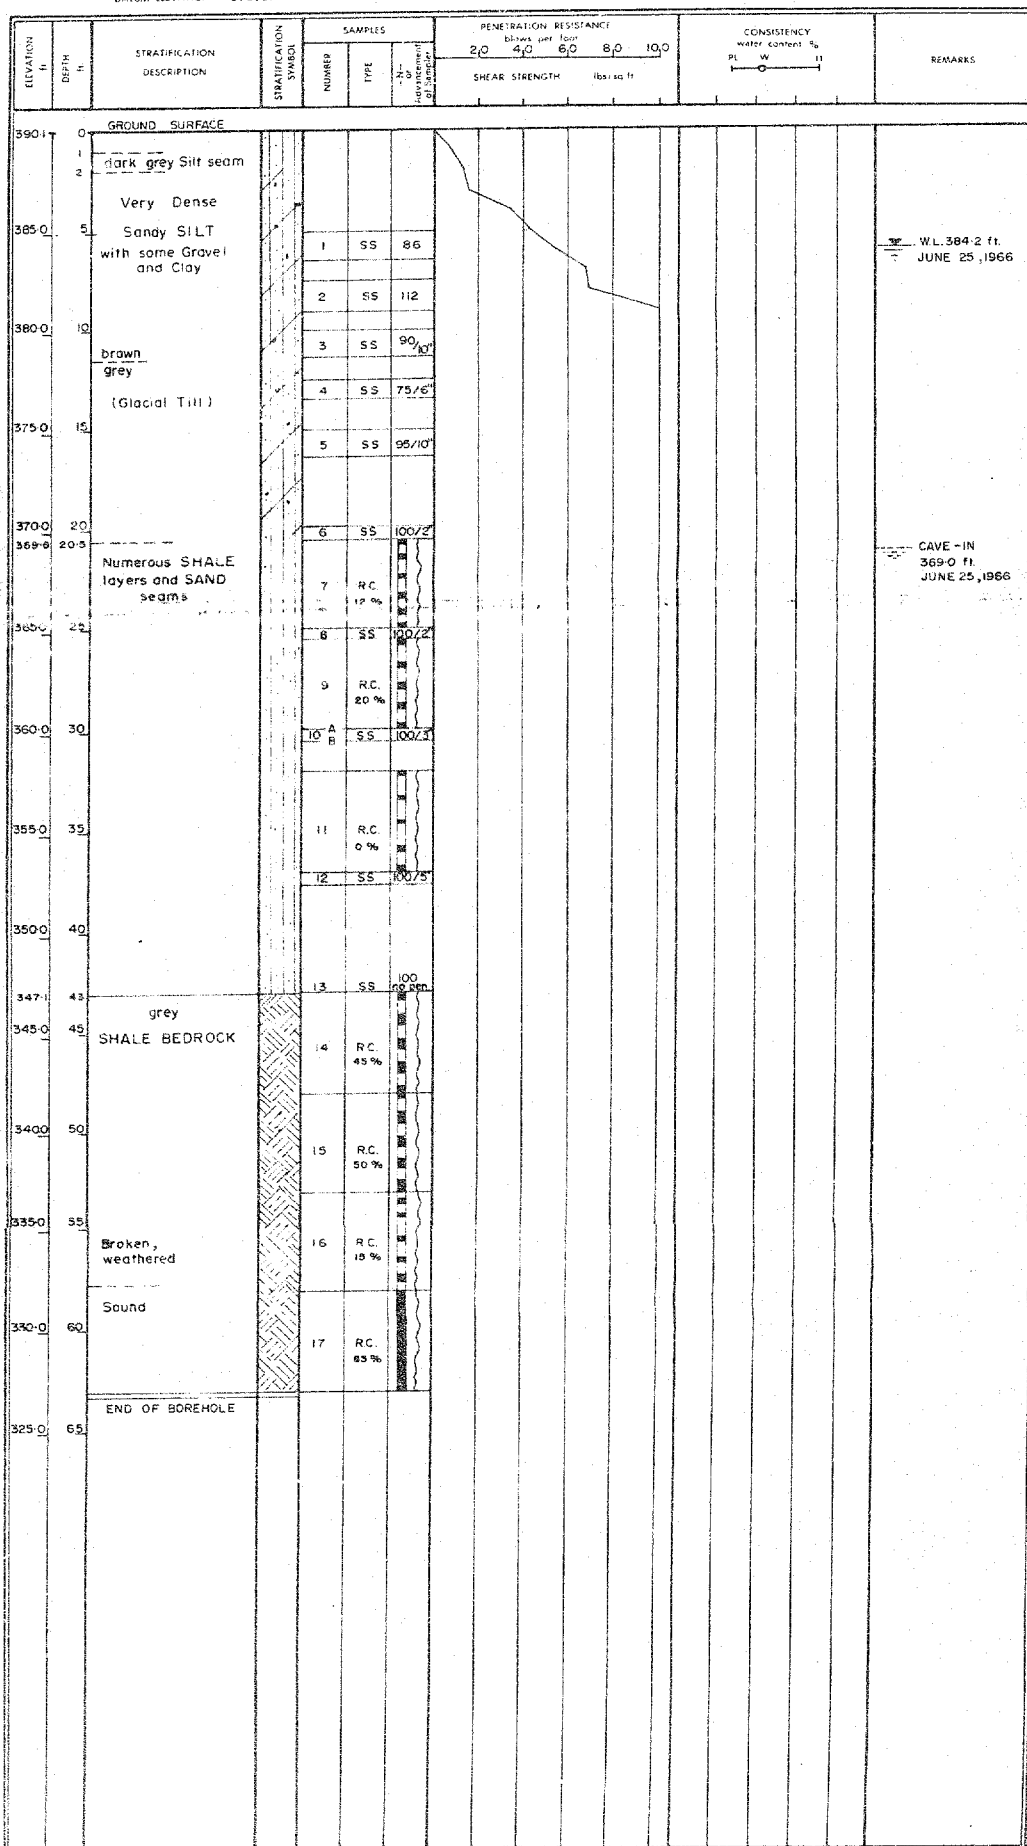 SAMPLES
PENETRATION RESISTANCE
blows per foot
20 40 60 80 100
SHEAR STRENGTH lbs/sq ft
CONSISTENCY
water content %
PL W
REMARKS
ELEVATION ft
DEPTH ft
STRATIFICATION
DESCRIPTION
STRATIFICATION
SYMBOL
NUMBER
TYPE
-N-
or
Advancement
of Sampler
GROUND SURFACE
390.1 0
1
dark grey Silt seam
2
Very Dense
385.0 5
Sandy SILT
with some Gravel
and Clay
1 SS 86
W.L. 384.2 ft.
JUNE 25, 1966
2 SS 112
380.0 10
3 SS 90/10"
brown
grey
4 SS 75/6"
(Glacial Till)
375.0 15
5 SS 95/10"
370.0 20
6 SS 100/2"
369.6 20.5
CAVE-IN
369.0 ft.
JUNE 25, 1966
Numerous SHALE
layers and SAND
seams
7 R.C.
12 %
365.0 25
8 SS 100/2"
9 R.C.
20 %
360.0 30
10 A
B
SS 100/3"
355.0 35
11 R.C.
0 %
12 SS 100/5"
350.0 40
13 SS 100
no pen.
347.1 43
grey
345.0 45
SHALE BEDROCK
14 R.C.
45 %
340.0 50
15 R.C.
50 %
335.0 55
Broken,
weathered
16 R.C.
15 %
Sound
330.0 60
17 R.C.
END OF BOREHOLE
325.0 65